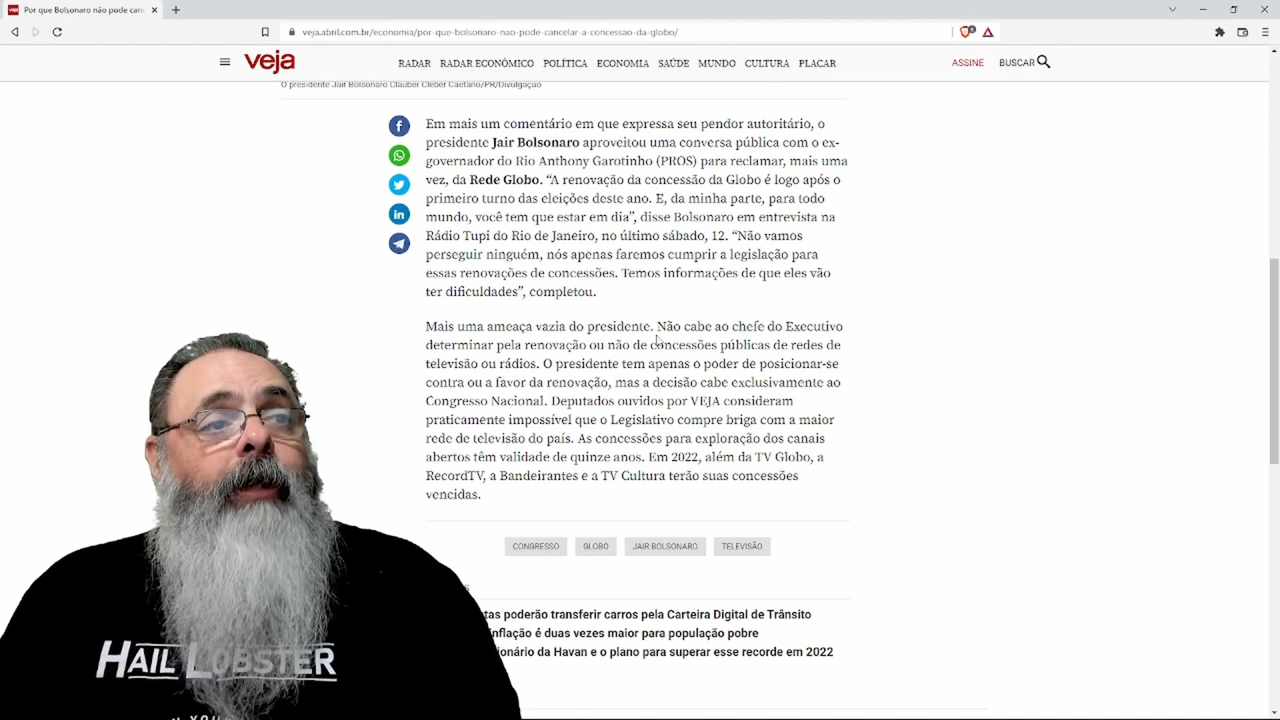 veja Por que Bolsonaro não pode can
veja.abril.com.br/economia/por-que-bolsonaro-nao-pode-cancelar-a-concessao-da-globo/
veja RADAR RADAR ECONÔMICO POLÍTICA ECONOMIA SAÚDE MUNDO CULTURA PLACAR ASSINE BUSCAR
O presidente Jair Bolsonaro Clauber Cleber Caetano/PR/Divulgação
Em mais um comentário em que expressa seu pendor autoritário, o
presidente Jair Bolsonaro aproveitou uma conversa pública com o ex-
governador do Rio Anthony Garotinho (PROS) para reclamar, mais uma
vez, da Rede Globo. “A renovação da concessão da Globo é logo após o
primeiro turno das eleições deste ano. E, da minha parte, para todo
mundo, você tem que estar em dia”, disse Bolsonaro em entrevista na
Rádio Tupi do Rio de Janeiro, no último sábado, 12. “Não vamos
perseguir ninguém, nós apenas faremos cumprir a legislação para
essas renovações de concessões. Temos informações de que eles vão
ter dificuldades”, completou.
Mais uma ameaça vazia do presidente. Não cabe ao chefe do Executivo
determinar pela renovação ou não de concessões públicas de redes de
televisão ou rádios. O presidente tem apenas o poder de posicionar-se
contra ou a favor da renovação, mas a decisão cabe exclusivamente ao
Congresso Nacional. Deputados ouvidos por VEJA consideram
praticamente impossível que o Legislativo compre briga com a maior
rede de televisão do país. As concessões para exploração dos canais
abertos têm validade de quinze anos. Em 2022, além da TV Globo, a
RecordTV, a Bandeirantes e a TV Cultura terão suas concessões
vencidas.
CONGRESSO GLOBO JAIR BOLSONARO TELEVISÃO
tas poderão transferir carros pela Carteira Digital de Trânsito
nflação é duas vezes maior para população pobre
onário da Havan e o plano para superar esse recorde em 2022
HAIL LOBSTER